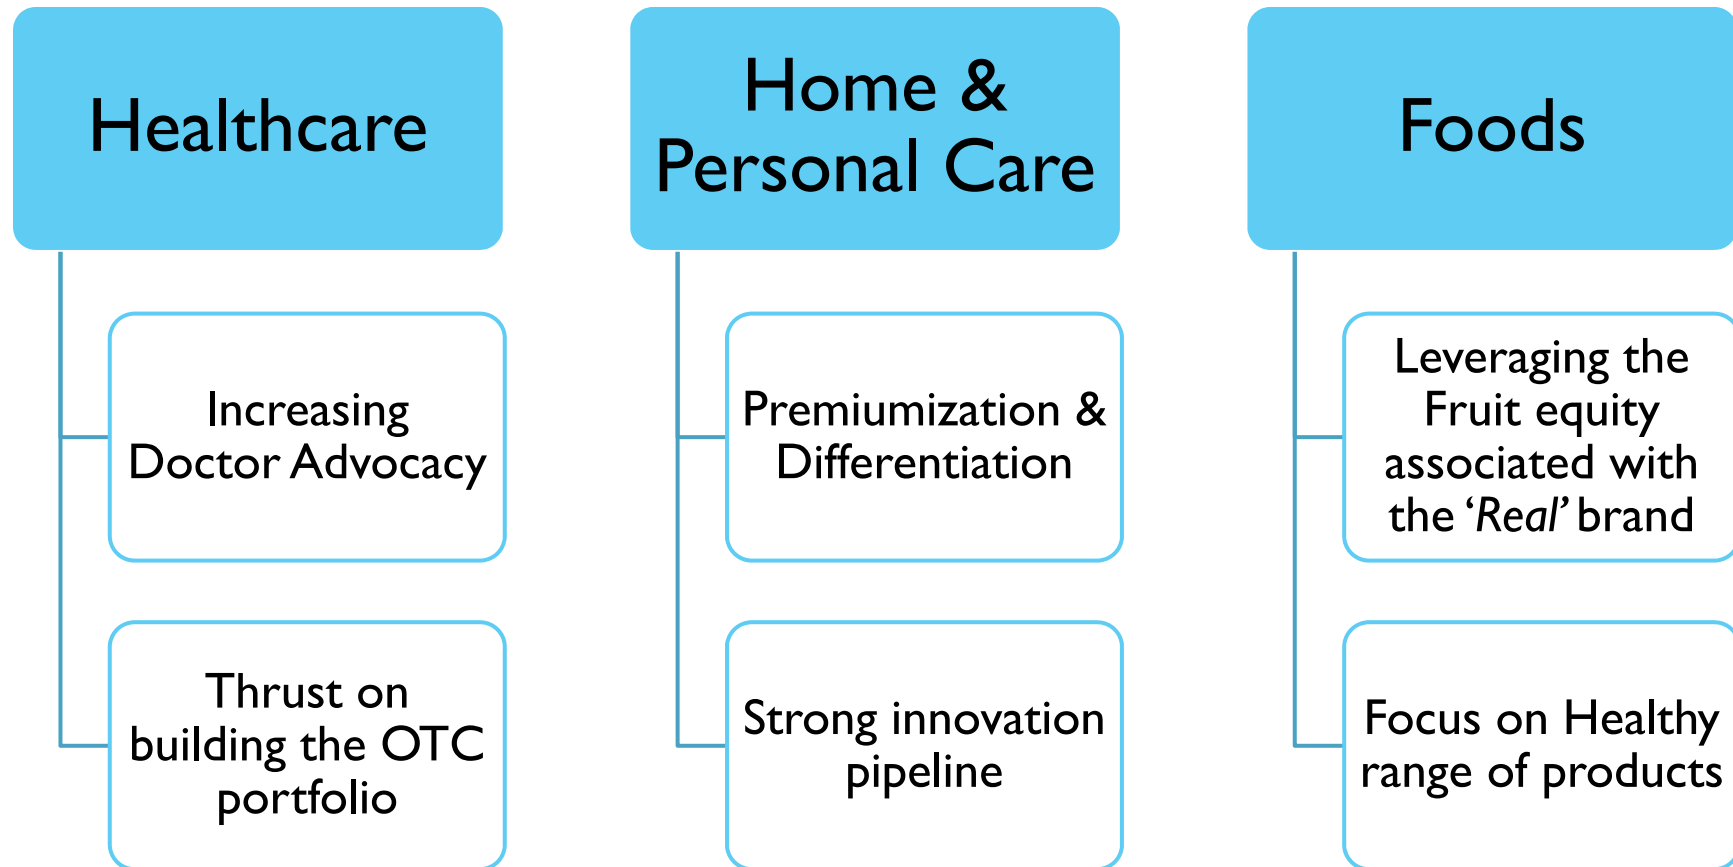 Healthcare
Increasing
Doctor Advocacy
Thrust on
building the OTC
portfolio
Home &
Personal Care
Premiumization &
Differentiation
Strong innovation
pipeline
Foods
Leveraging the
Fruit equity
associated with
the ‘Real’ brand
Focus on Healthy
range of products